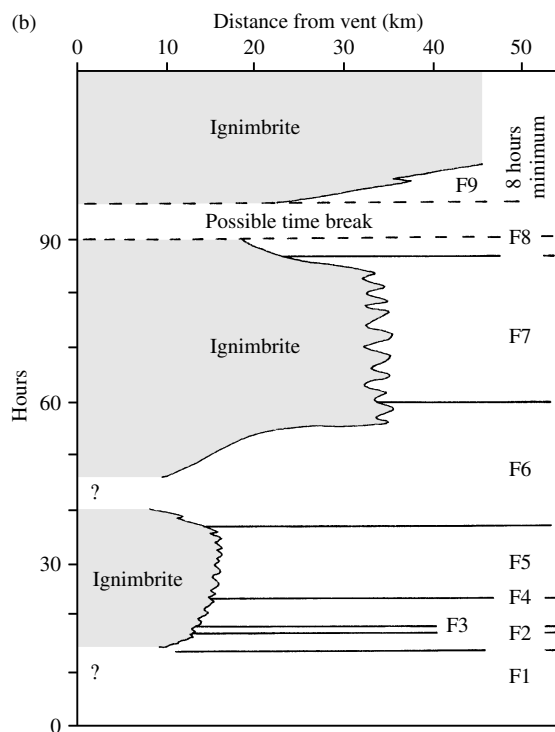 (b)
Distance from vent (km)
0 10 20 30 40 50
Ignimbrite
F9
8 hours
minimum
Possible time break
90
F8
Ignimbrite
F7
60
Hours
F6
?
F5
30
Ignimbrite
F4
F3
F2
?
F1
0